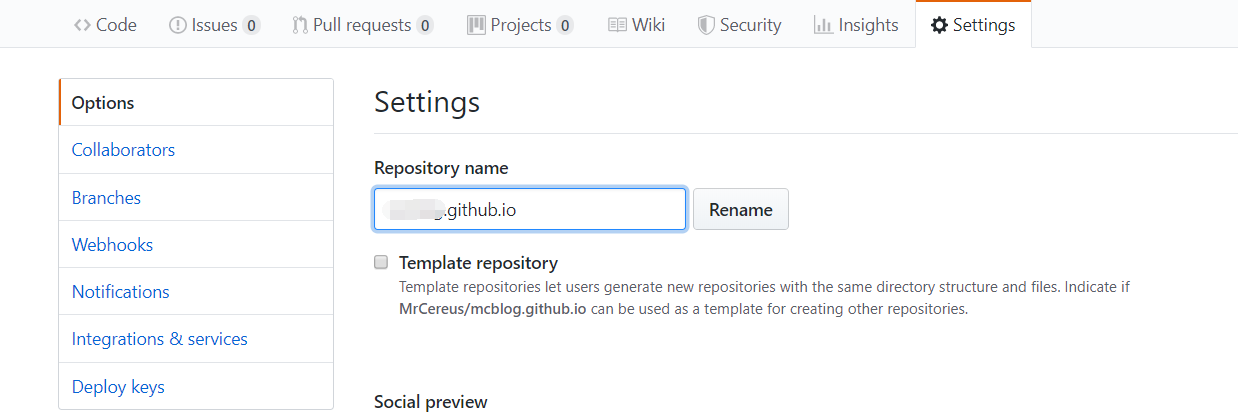 Code Issues 0 Pull requests 0 Projects 0 Wiki Security Insights Settings
Options
Collaborators
Branches
Webhooks
Notifications
Integrations & services
Deploy keys
Settings
Repository name
.github.io Rename
Template repository
Template repositories let users generate new repositories with the same directory structure and files. Indicate if
MrCereus/mcblog.github.io can be used as a template for creating other repositories.
Social preview